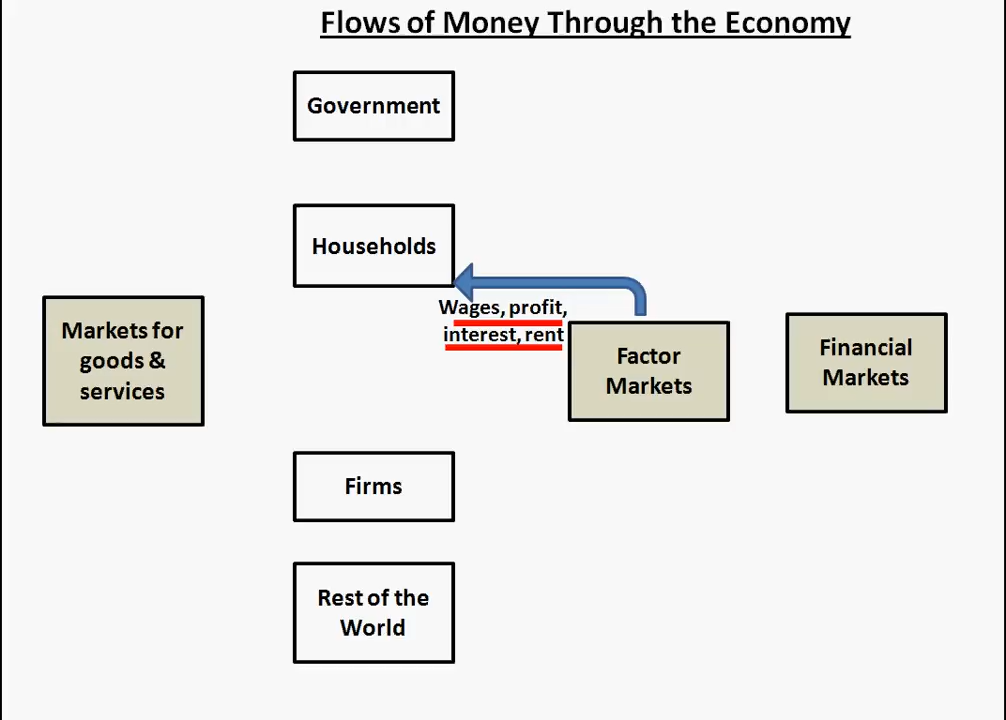 Flows of Money Through the Economy
Government
Households
Wages, profit,
interest, rent
Markets for
goods &
services
Factor
Markets
Financial
Markets
Firms
Rest of the
World